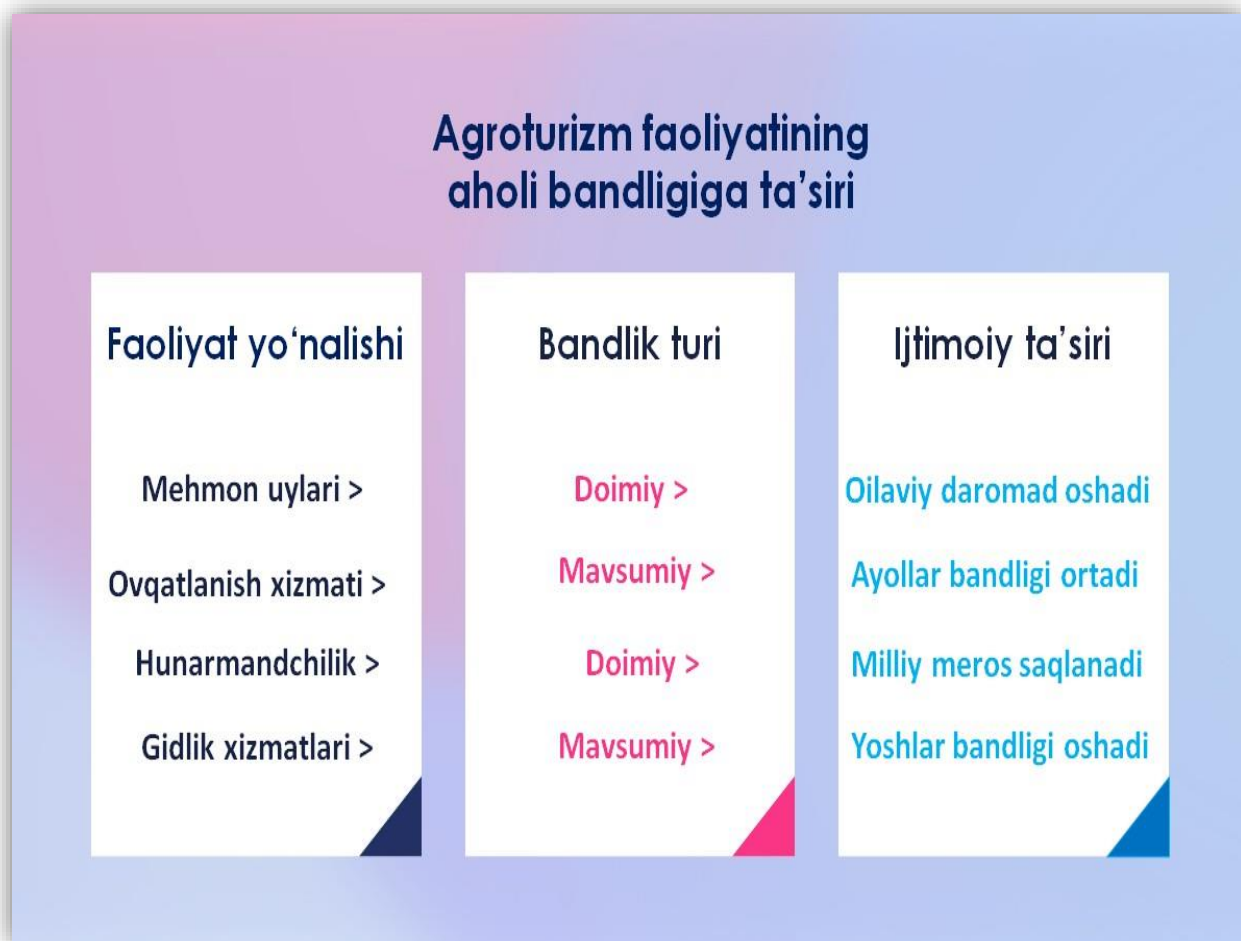 Agroturizm faoliyatining
aholi bandligiga ta’siri
Faoliyat yo‘nalishi
Bandlik turi
Ijtimoiy ta’siri
Mehmon uylari >
Doimiy >
Oilaviy daromad oshadi
Ovqatlanish xizmati >
Mavsumiy >
Ayollar bandligi ortadi
Hunarmandchilik >
Doimiy >
Milliy meros saqlanadi
Gidlik xizmatlari >
Mavsumiy >
Yoshlar bandligi oshadi